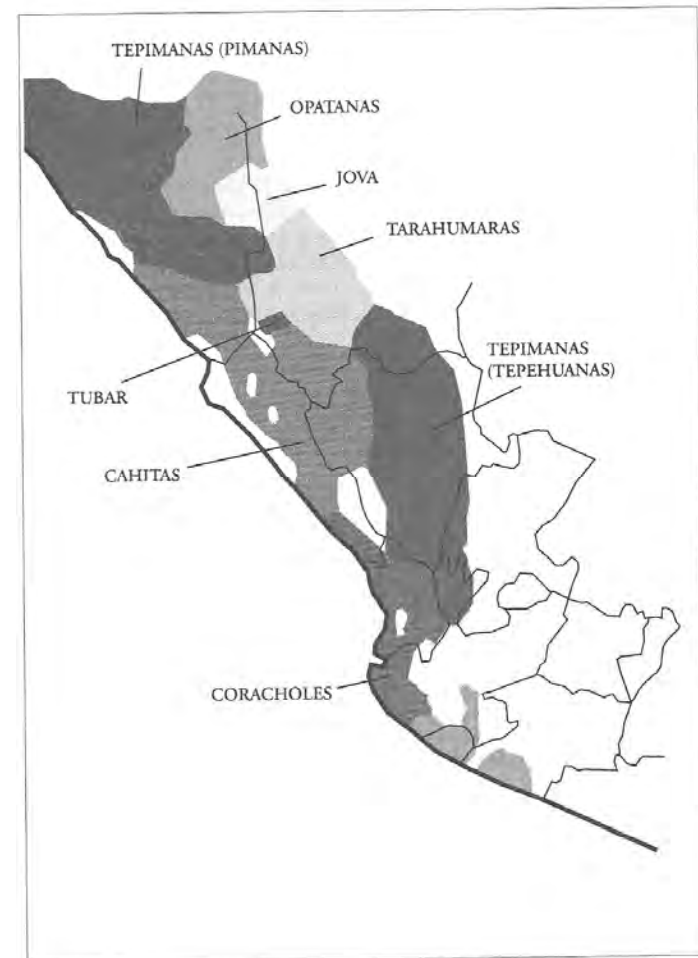 TEPIMANAS (PIMANAS)
OPATANAS
JOVA
TARAHUMARAS
TEPIMANAS
(TEPEHUANAS)
TUBAR
CAHITAS
CORACHOLES